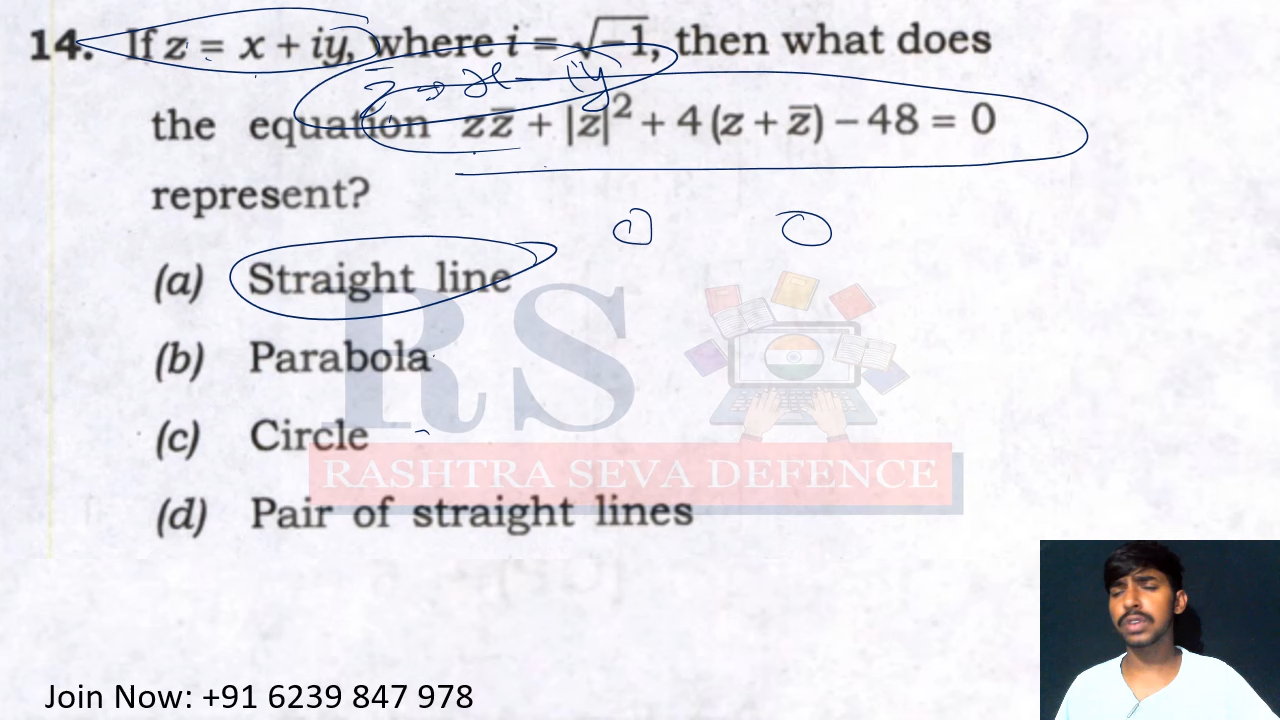 14. If z = x + iy, where i = √−1, then what does
z̄ → x − iy
the equation zz̄ + |z|² + 4(z + z̄) − 48 = 0
represent?
(a) Straight line
(b) Parabola
(c) Circle
(d) Pair of straight lines
RS
RASHTRA SEVA DEFENCE
Join Now: +91 6239 847 978